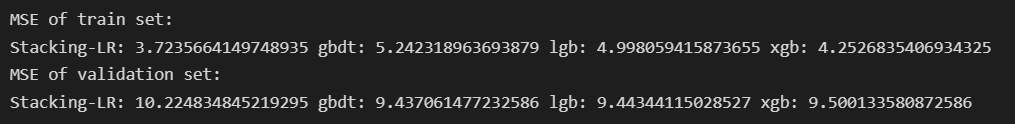 MSE of train set:
Stacking-LR: 3.7235664149748935 gbdt: 5.242318963693879 lgb: 4.998059415873655 xgb: 4.2526835406934325
MSE of validation set:
Stacking-LR: 10.224834845219295 gbdt: 9.437061477232586 lgb: 9.44344115028527 xgb: 9.500133580872586